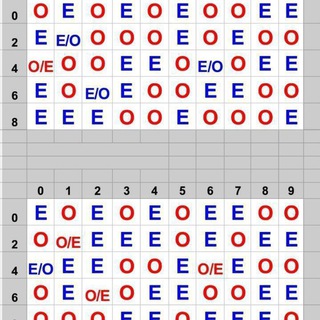 0 O E E O E O E O O E
2 E E/O O O O E O E O O
4 O/E O O E E O E/O O E E
6 E O E/O O E O E E O O
8 E E E O O E E O O E
0 1 2 3 4 5 6 7 8 9
0 E O O E O E E E O O
2 O O/E E E E O E O E E
4 E/O E E O O E O/E E O O
6 O E O/E E O E O O E E
O O O E E O O E E O